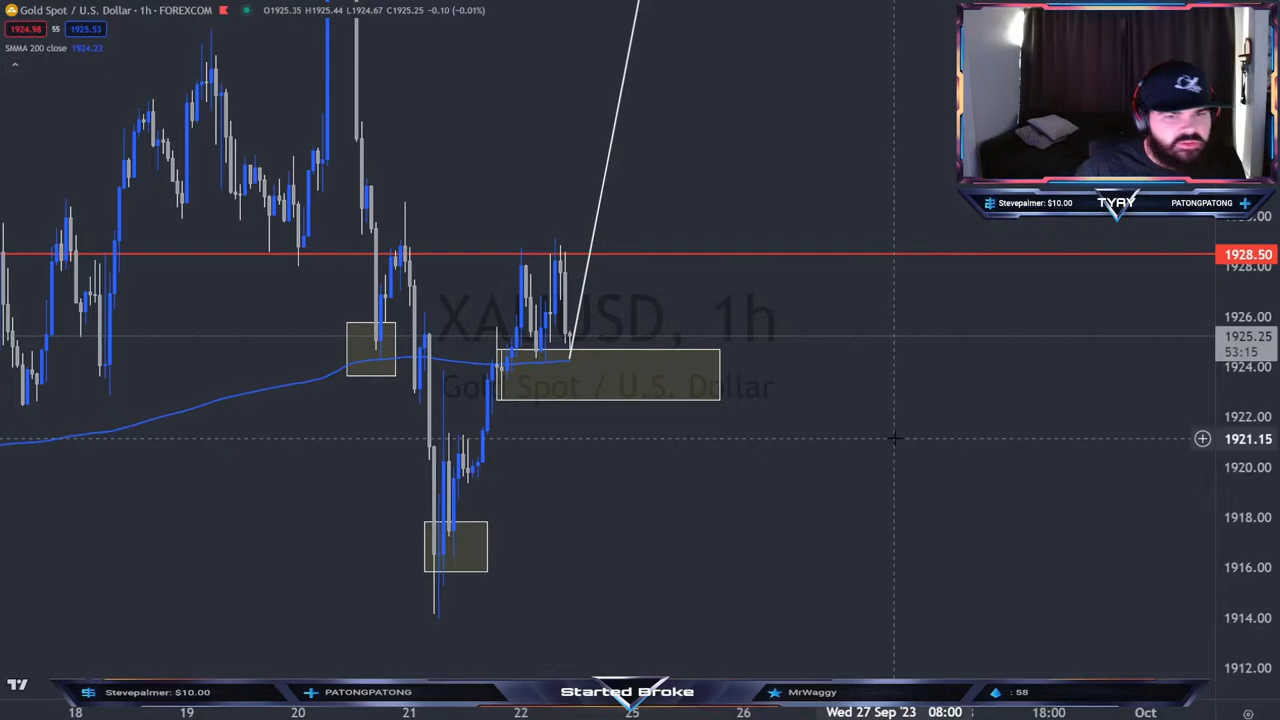 Gold Spot / U.S. Dollar · 1h · FOREXCOM O1925.35 H1925.44 L1924.67 C1925.25 −0.10 (−0.01%)
1924.98 55 1925.53
SMMA 200 close 1924.23
Stevepalmer: $10.00 TYAY PATONGPATONG
1928.50
1928.00
XAUUSD, 1h
Gold Spot / U.S. Dollar
1926.00
1925.25
53:15
1924.00
1922.00
1921.15
1920.00
1918.00
1916.00
1914.00
1912.00
Stevepalmer: $10.00 PATONGPATONG Started Broke MrWaggy : 58
18 19 20 21 22 25 26 Wed 27 Sep '23 08:00 18:00 Oct